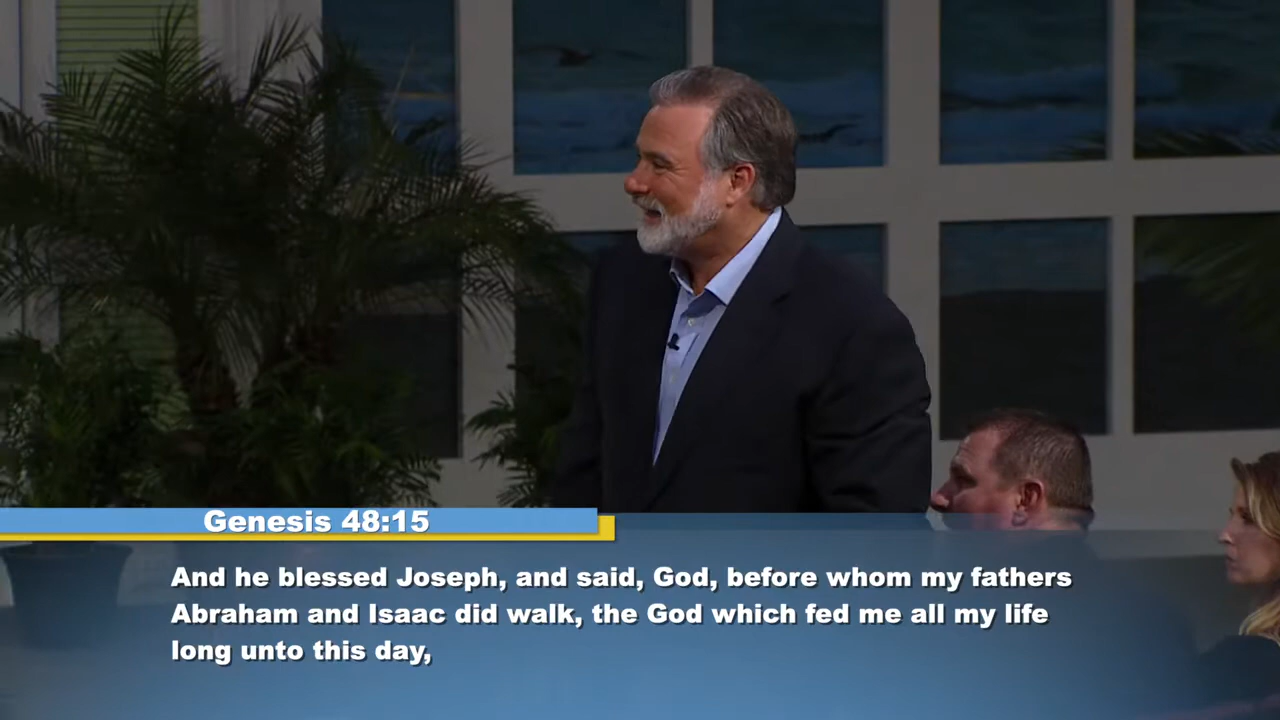 Genesis 48:15
And he blessed Joseph, and said, God, before whom my fathers
Abraham and Isaac did walk, the God which fed me all my life
long unto this day,